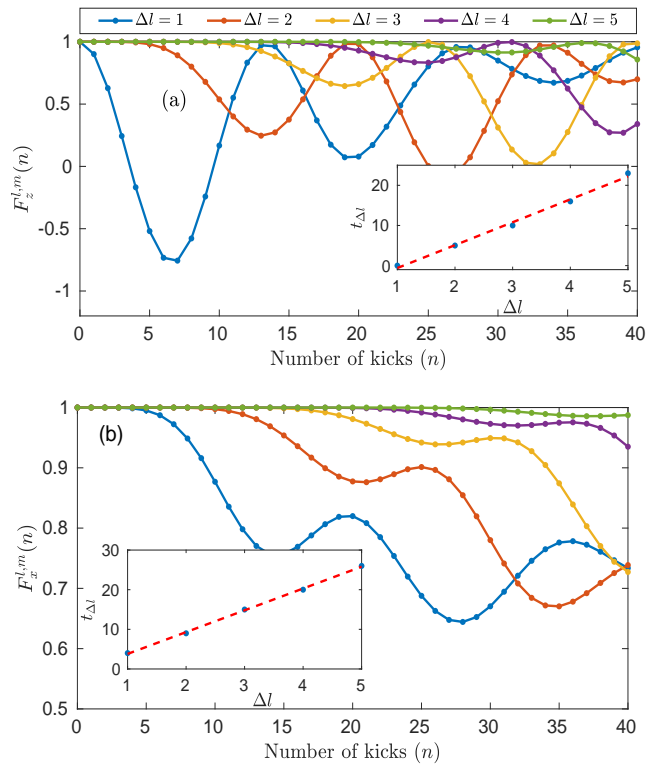 Δl = 1 Δl = 2 Δl = 3 Δl = 4 Δl = 5
1
0.5
0
-0.5
-1
F_z^{l,m}(n)
(a)
20
10
0
t_{Δl}
1 2 3 4 5
Δl
0 5 10 15 20 25 30 35 40
Number of kicks (n)
1
0.9
0.8
0.7
0.6
0.5
F_x^{l,m}(n)
(b)
30
20
10
0
t_{Δl}
1 2 3 4 5
Δl
0 5 10 15 20 25 30 35 40
Number of kicks (n)